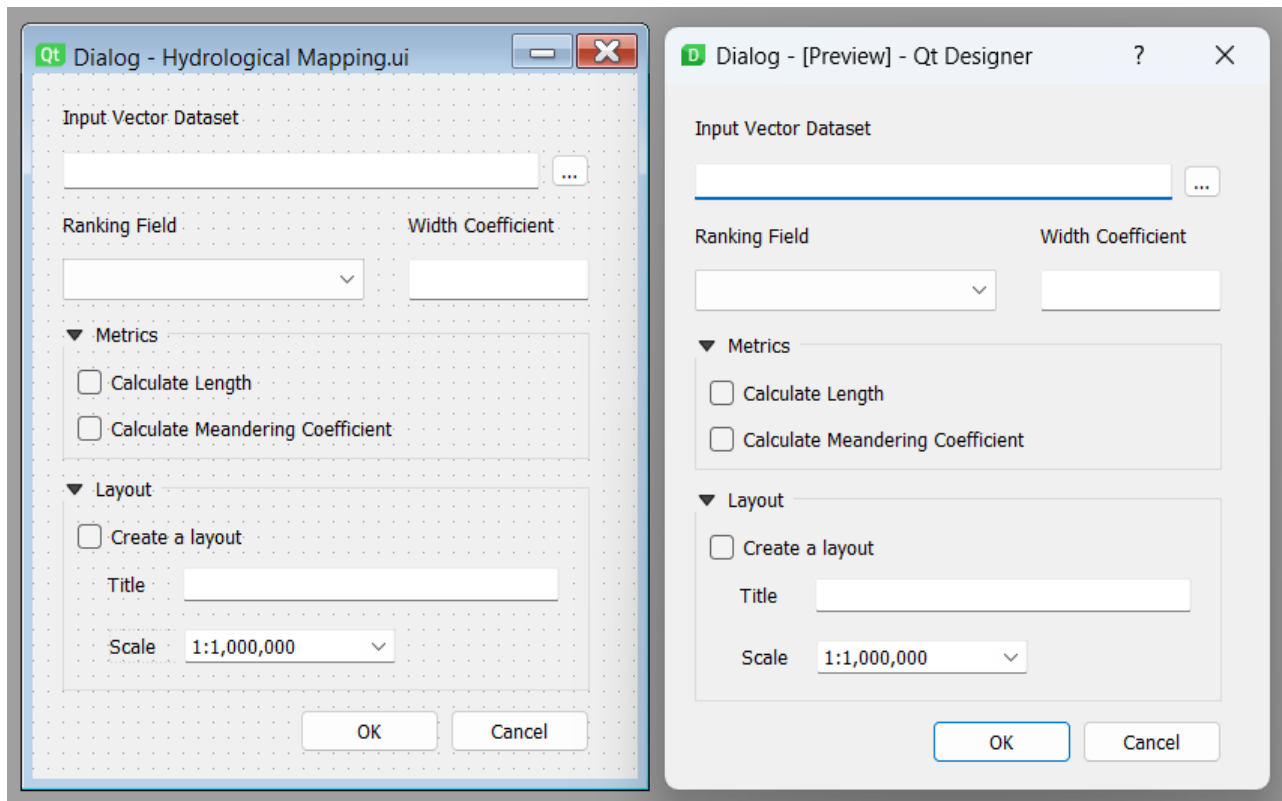 Qt Dialog - Hydrological Mapping.ui
Input Vector Dataset
...
Ranking Field Width Coefficient
Metrics
Calculate Length
Calculate Meandering Coefficient
Layout
Create a layout
Title
Scale 1:1,000,000
OK Cancel
D Dialog - [Preview] - Qt Designer ?
Input Vector Dataset
...
Ranking Field Width Coefficient
Metrics
Calculate Length
Calculate Meandering Coefficient
Layout
Create a layout
Title
Scale 1:1,000,000
OK Cancel